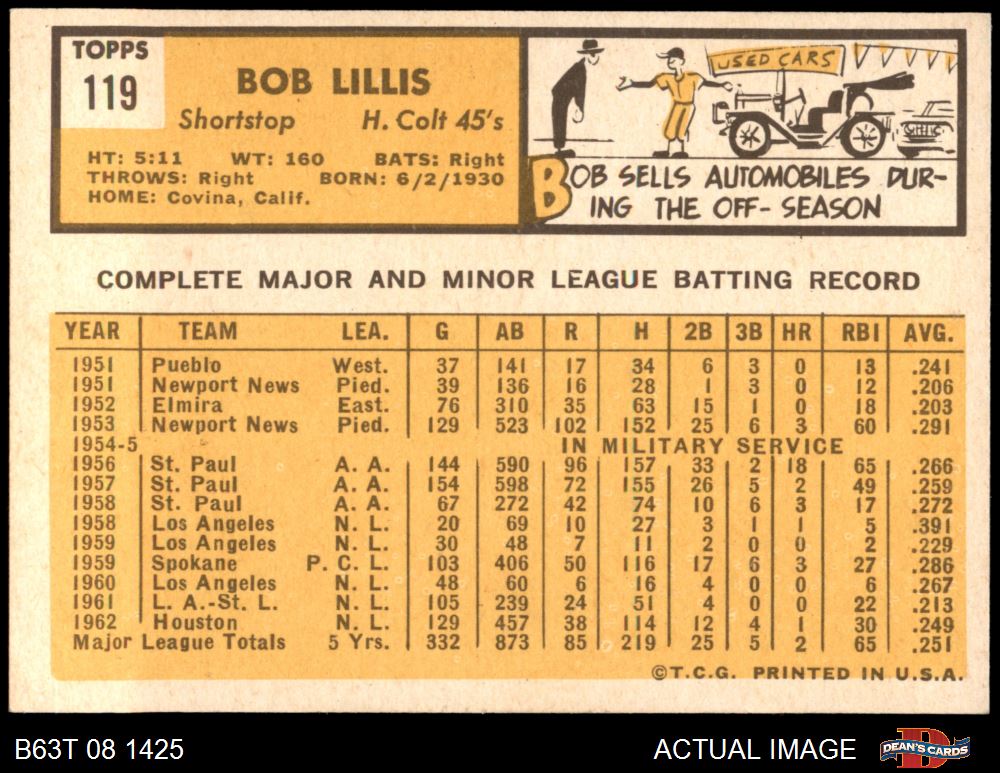 TOPPS
119
BOB LILLIS
Shortstop H. Colt 45's
HT: 5:11 WT: 160 BATS: Right
THROWS: Right BORN: 6/2/1930
HOME: Covina, Calif.
USED CARS
BOB SELLS AUTOMOBILES DUR-
ING THE OFF-SEASON
COMPLETE MAJOR AND MINOR LEAGUE BATTING RECORD
YEAR TEAM LEA. G AB R H 2B 3B HR RBI AVG.
1951 Pueblo West. 37 141 17 34 6 3 0 13 .241
1951 Newport News Pied. 39 136 16 28 1 3 0 12 .206
1952 Elmira East. 76 310 35 63 15 1 0 18 .203
1953 Newport News Pied. 129 523 102 152 25 6 3 60 .291
1954-5 IN MILITARY SERVICE
1956 St. Paul A. A. 144 590 96 157 33 2 18 65 .266
1957 St. Paul A. A. 154 598 72 155 26 5 2 49 .259
1958 St. Paul A. A. 67 272 42 74 10 6 3 17 .272
1958 Los Angeles N. L. 20 69 10 27 3 1 1 5 .391
1959 Los Angeles N. L. 30 48 7 11 2 0 0 2 .229
1959 Spokane P. C. L. 103 406 50 116 17 6 3 27 .286
1960 Los Angeles N. L. 48 60 6 16 4 0 0 6 .267
1961 L. A.-St. L. N. L. 105 239 24 51 4 0 0 22 .213
1962 Houston N. L. 129 457 38 114 12 4 1 30 .249
Major League Totals 5 Yrs. 332 873 85 219 25 5 2 65 .251
©T.C.G. PRINTED IN U.S.A.
B63T 08 1425 ACTUAL IMAGE DEAN'S CARDS